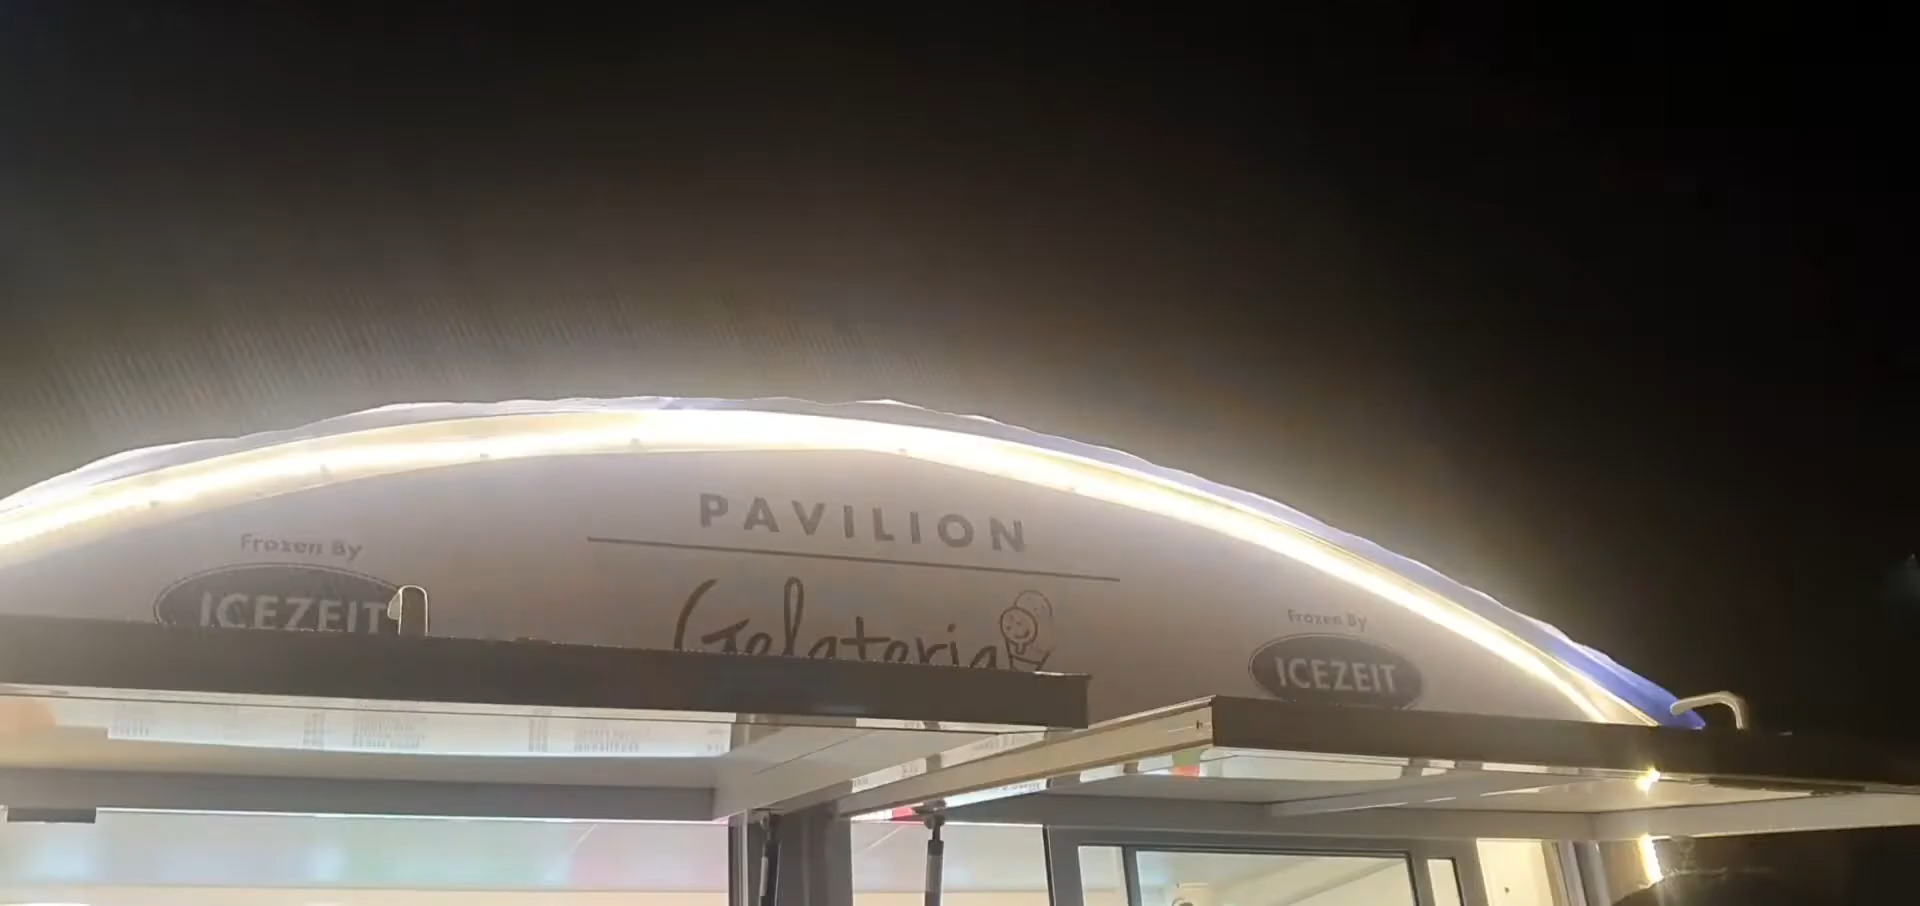 PAVILION
Frozen By
ICEZEIT
Gelateria
Frozen By
ICEZEIT